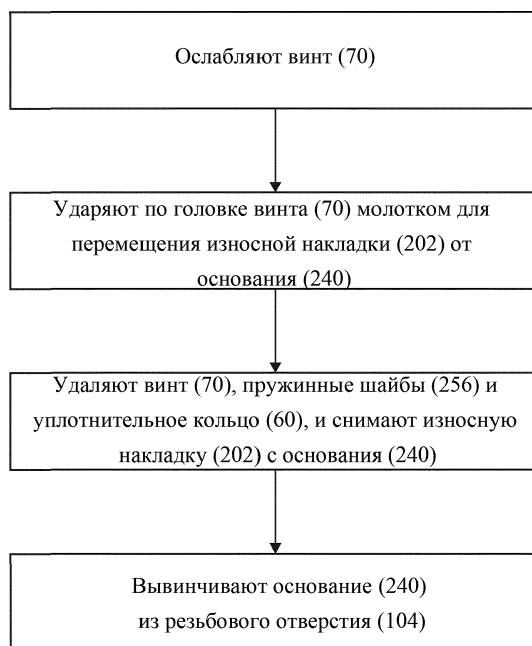 Ослабляют винт (70)
Ударяют по головке винта (70) молотком для
перемещения износной накладки (202) от
основания (240)
Удаляют винт (70), пружинные шайбы (256) и
уплотнительное кольцо (60), и снимают износную
накладку (202) с основания (240)
Вывинчивают основание (240)
из резьбового отверстия (104)